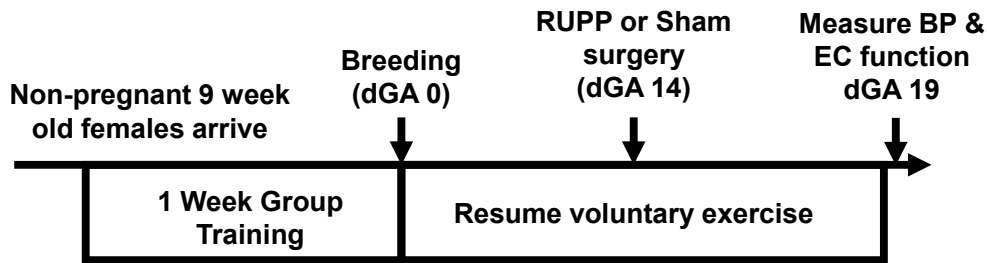 Non-pregnant 9 week
old females arrive
Breeding
(dGA 0)
RUPP or Sham
surgery
(dGA 14)
Measure BP &
EC function
dGA 19
1 Week Group
Training
Resume voluntary exercise